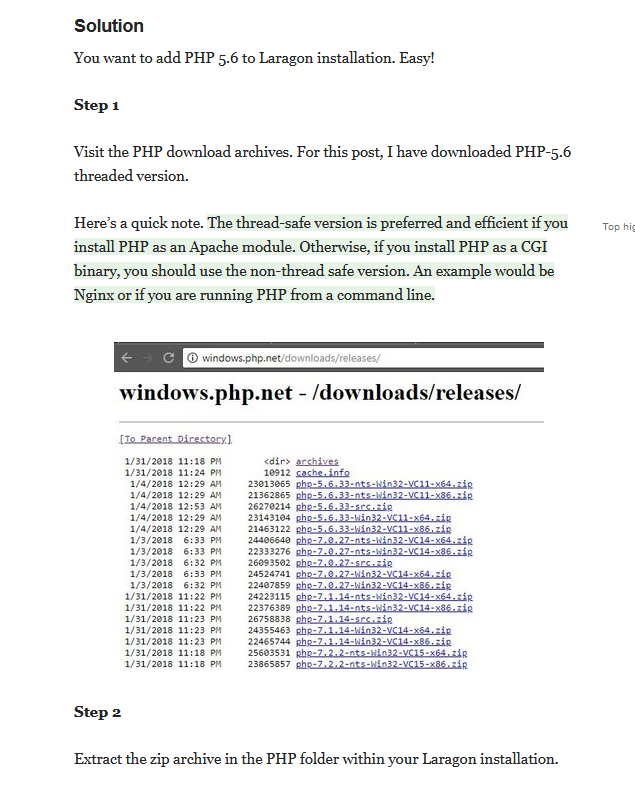 Solution
You want to add PHP 5.6 to Laragon installation. Easy!
Step 1
Visit the PHP download archives. For this post, I have downloaded PHP-5.6
threaded version.
Here's a quick note. The thread-safe version is preferred and efficient if you
Top hig
install PHP as an Apache module. Otherwise, if you install PHP as a CGI
binary, you should use the non-thread safe version. An example would be
Nginx or if you are running PHP from a command line.
windows.php.net/downloads/releases/
windows.php.net - /downloads/releases/
[To Parent Directory]
1/31/2018 11:18 PM <dir> archives
1/31/2018 11:24 PM 10912 cache.info
1/4/2018 12:29 AM 23013065 php-5.6.33-nts-Win32-VC11-x64.zip
1/4/2018 12:29 AM 21362865 php-5.6.33-nts-Win32-VC11-x86.zip
1/4/2018 12:53 AM 26270214 php-5.6.33-src.zip
1/4/2018 12:29 AM 23143104 php-5.6.33-Win32-VC11-x64.zip
1/4/2018 12:29 AM 21463122 php-5.6.33-Win32-VC11-x86.zip
1/3/2018 6:33 PM 24406640 php-7.0.27-nts-Win32-VC14-x64.zip
1/3/2018 6:33 PM 22333276 php-7.0.27-nts-Win32-VC14-x86.zip
1/3/2018 6:32 PM 26093502 php-7.0.27-src.zip
1/3/2018 6:33 PM 24524741 php-7.0.27-Win32-VC14-x64.zip
1/3/2018 6:32 PM 22407859 php-7.0.27-Win32-VC14-x86.zip
1/31/2018 11:22 PM 24223115 php-7.1.14-nts-Win32-VC14-x64.zip
1/31/2018 11:22 PM 22376389 php-7.1.14-nts-Win32-VC14-x86.zip
1/31/2018 11:23 PM 26758838 php-7.1.14-src.zip
1/31/2018 11:23 PM 24355463 php-7.1.14-Win32-VC14-x64.zip
1/31/2018 11:23 PM 22465744 php-7.1.14-Win32-VC14-x86.zip
1/31/2018 11:18 PM 25603531 php-7.2.2-nts-Win32-VC15-x64.zip
1/31/2018 11:18 PM 23865857 php-7.2.2-nts-Win32-VC15-x86.zip
Step 2
Extract the zip archive in the PHP folder within your Laragon installation.